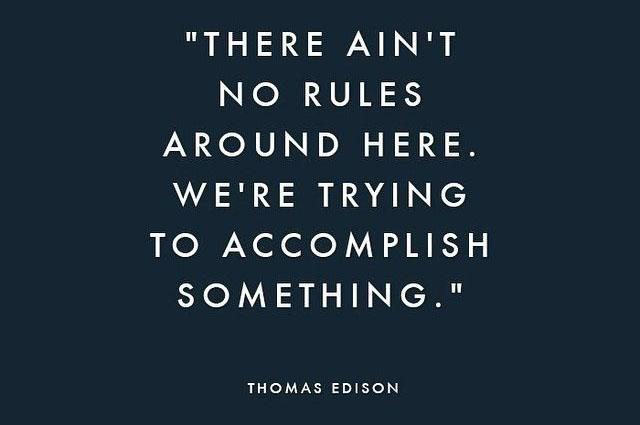 "THERE AIN'T
NO RULES
AROUND HERE.
WE'RE TRYING
TO ACCOMPLISH
SOMETHING."
THOMAS EDISON